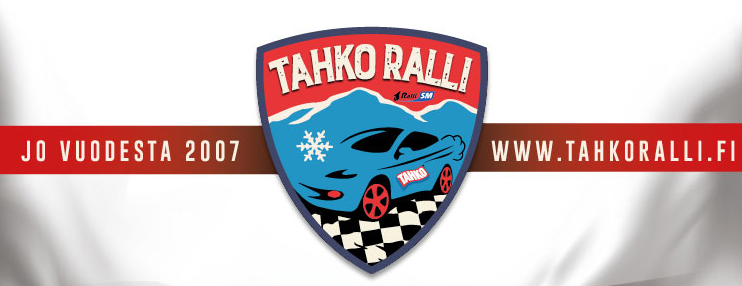 TAHKO RALLI
Ralli SM
JO VUODESTA 2007
WWW.TAHKORALLI.FI
TAHKO